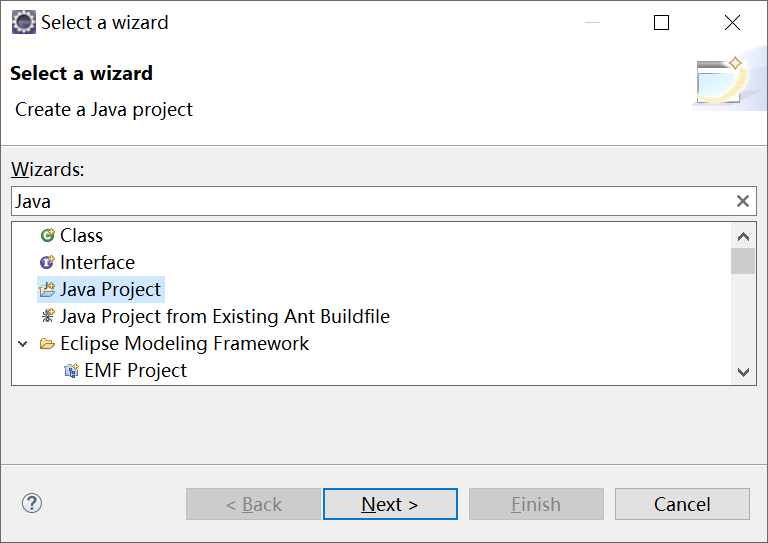 Select a wizard
Select a wizard
Create a Java project
Wizards:
Java
Class
Interface
Java Project
Java Project from Existing Ant Buildfile
Eclipse Modeling Framework
EMF Project
< Back
Next >
Finish
Cancel